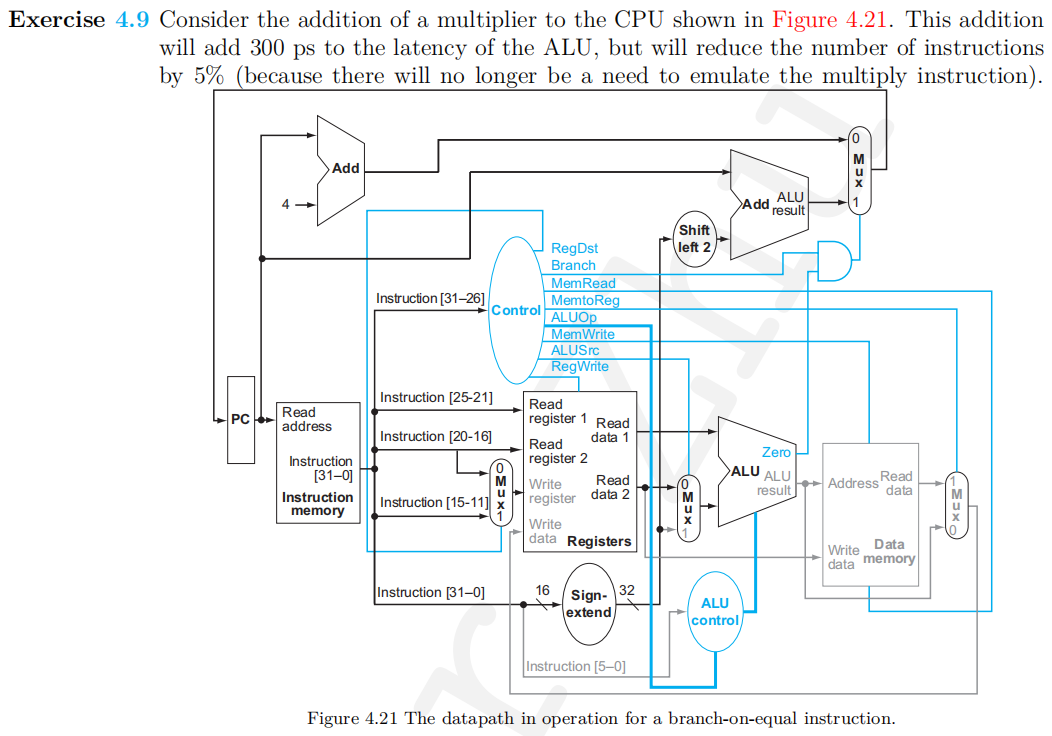 Exercise 4.9 Consider the addition of a multiplier to the CPU shown in Figure 4.21. This addition
will add 300 ps to the latency of the ALU, but will reduce the number of instructions
by 5% (because there will no longer be a need to emulate the multiply instruction).
Add
4
0
M
u
x
1
Add ALU
result
Shift
left 2
RegDst
Branch
MemRead
MemtoReg
ALUOp
MemWrite
ALUSrc
RegWrite
Control
Instruction [31–26]
Instruction [25-21]
Instruction [20-16]
Instruction [15-11]
PC
Read
address
Instruction
[31–0]
Instruction
memory
0
M
u
x
1
Read
register 1
Read
register 2
Write
register
Write
data
Read
data 1
Read
data 2
Registers
0
M
u
x
1
Zero
ALU
ALU
result
Address
Read
data
Write
data
Data
memory
1
M
u
x
0
Instruction [31–0]
16
Sign-
extend
32
ALU
control
Instruction [5–0]
Figure 4.21 The datapath in operation for a branch-on-equal instruction.